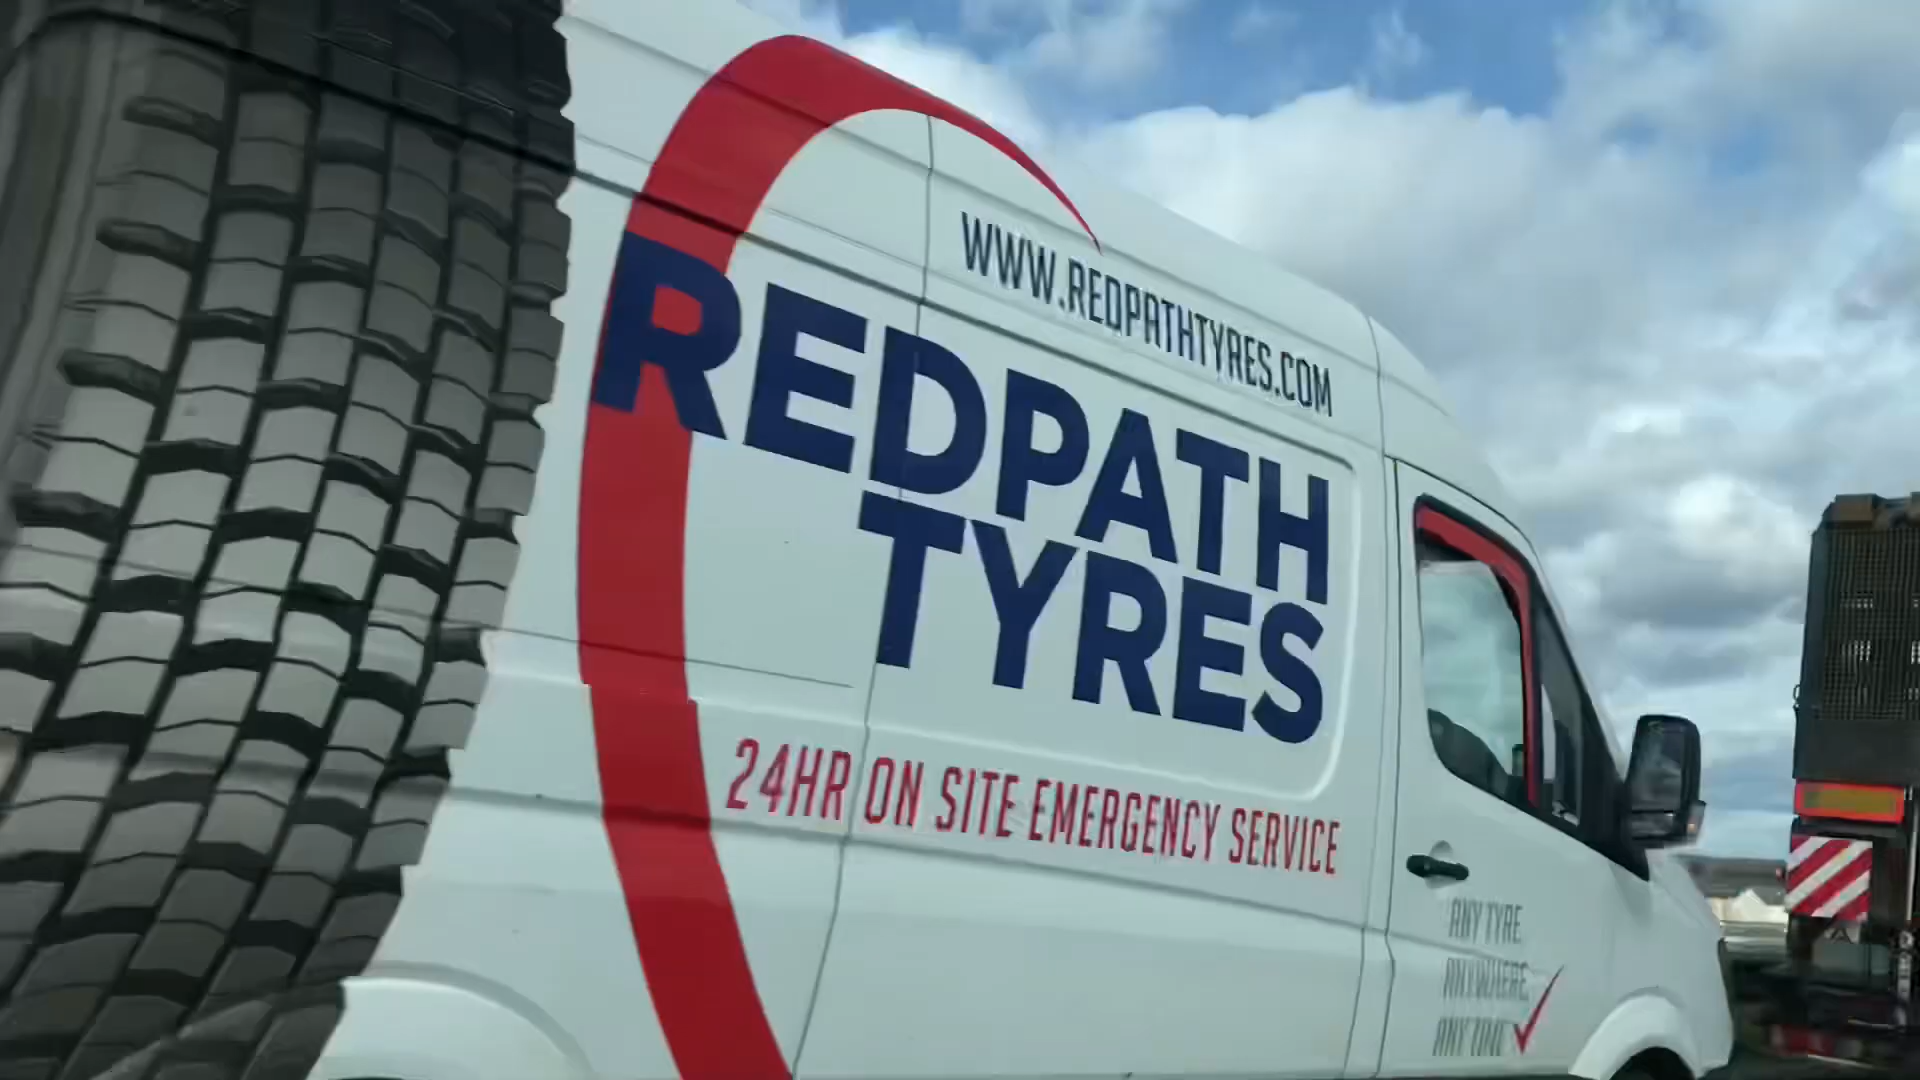 WWW.REDPATHTYRES.COM
REDPATH
TYRES
24HR ON SITE EMERGENCY SERVICE
ANY TYRE.
ANYWHERE.
ANY TIME